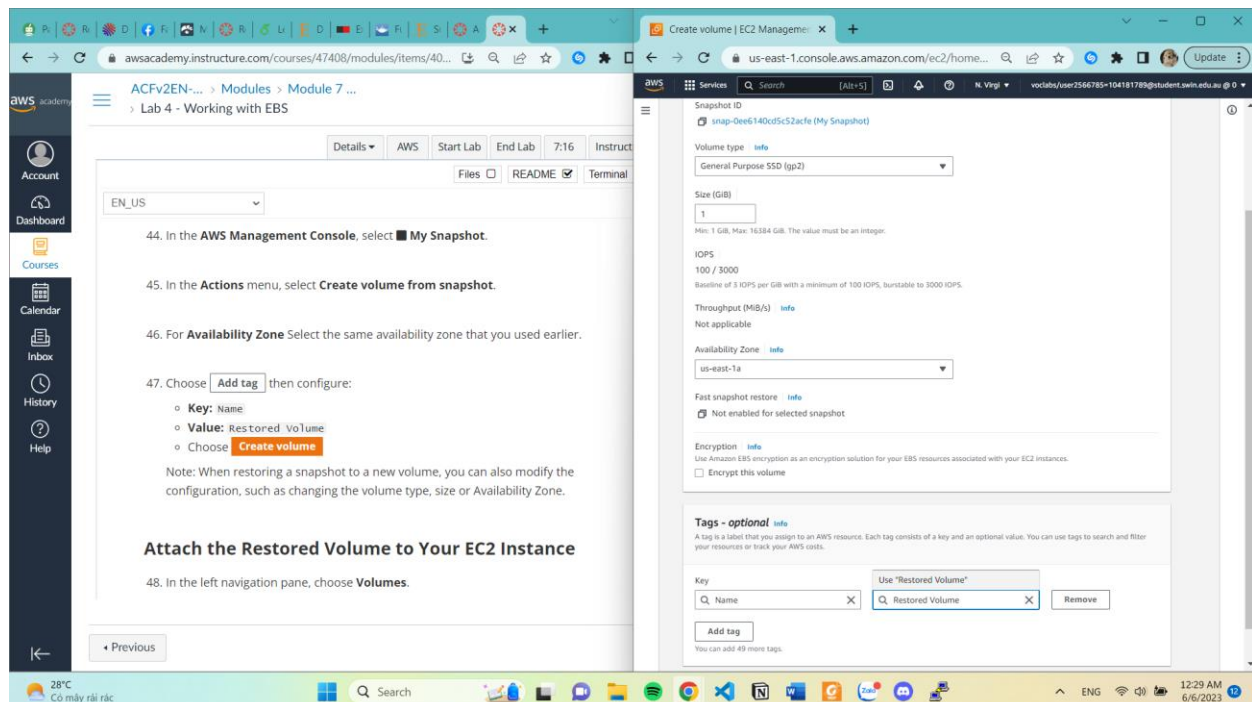 Create volume | EC2 Manageme
awsacademy.instructure.com/courses/47408/modules/items/40...
us-east-1.console.aws.amazon.com/ec2/home...
Update
aws academy
ACFv2EN-... > Modules > Module 7 ...
> Lab 4 - Working with EBS
Details
AWS
Start Lab
End Lab
7:16
Instruct
Files
README
Terminal
EN_US
Account
Dashboard
Courses
Calendar
Inbox
History
Help
44. In the AWS Management Console, select My Snapshot.
45. In the Actions menu, select Create volume from snapshot.
46. For Availability Zone Select the same availability zone that you used earlier.
47. Choose Add tag then configure:
Key: Name
Value: Restored Volume
Choose Create volume
Note: When restoring a snapshot to a new volume, you can also modify the
configuration, such as changing the volume type, size or Availability Zone.
Attach the Restored Volume to Your EC2 Instance
48. In the left navigation pane, choose Volumes.
◂ Previous
aws
Services
Search
[Alt+S]
N. Virgi
voclabs/user2566785=104181789@student.swin.edu.au @ 0
Snapshot ID
snap-0ee6140cd5c52acfe (My Snapshot)
Volume type Info
General Purpose SSD (gp2)
Size (GiB)
1
Min: 1 GiB, Max: 16384 GiB. The value must be an integer.
IOPS
100 / 3000
Baseline of 3 IOPS per GiB with a minimum of 100 IOPS, burstable to 3000 IOPS.
Throughput (MiB/s) Info
Not applicable
Availability Zone Info
us-east-1a
Fast snapshot restore Info
Not enabled for selected snapshot
Encryption Info
Use Amazon EBS encryption as an encryption solution for your EBS resources associated with your EC2 instances.
Encrypt this volume
Tags - optional Info
A tag is a label that you assign to an AWS resource. Each tag consists of a key and an optional value. You can use tags to search and filter
your resources or track your AWS costs.
Key
Use "Restored Volume"
Name
Restored Volume
Remove
Add tag
You can add 49 more tags.
28°C
Có mây rải rác
Search
Zalo
ENG
12:29 AM
6/6/2023
12